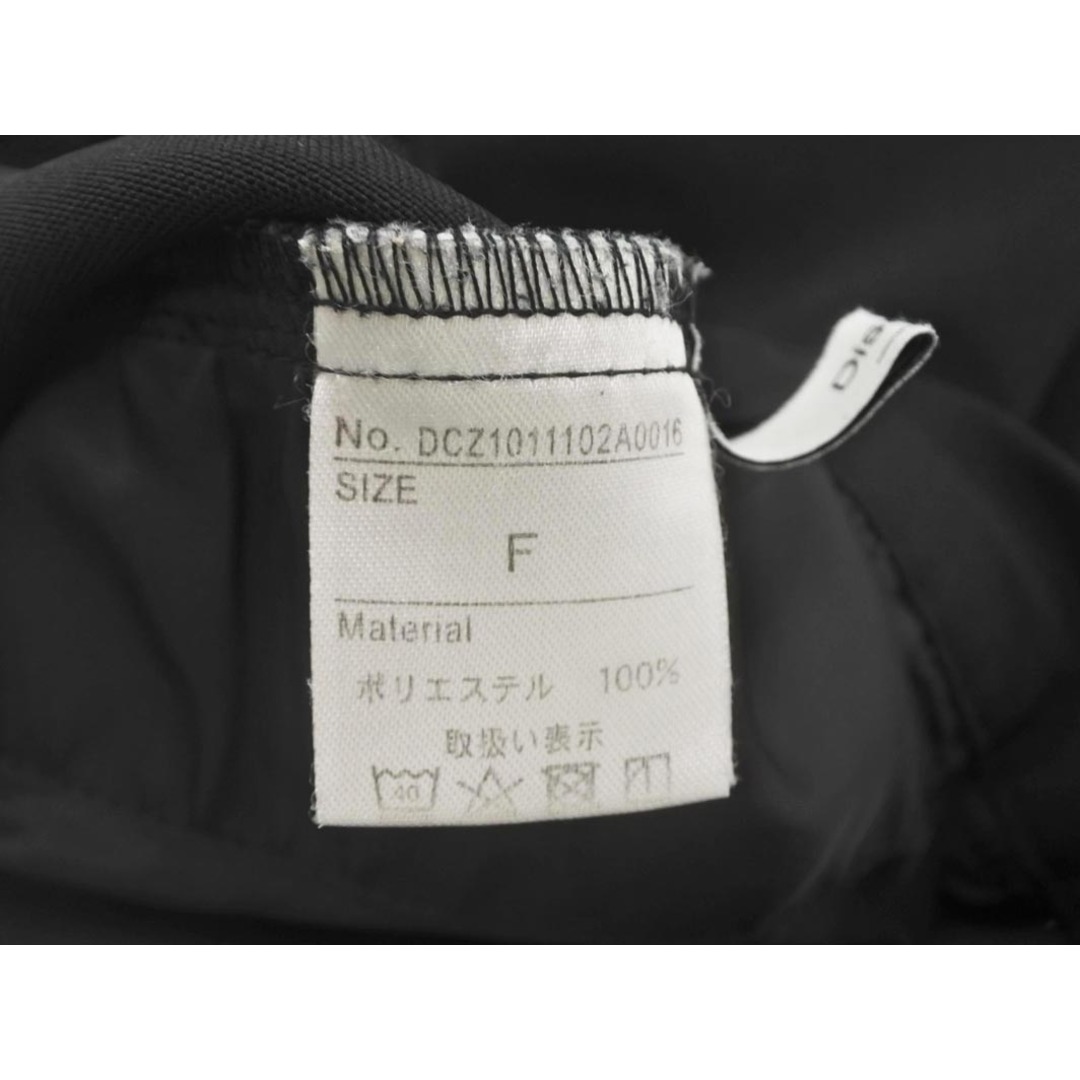 No. DCZ1011102A0016
SIZE
F
Material
ポリエステル 100%
取扱い表示
40